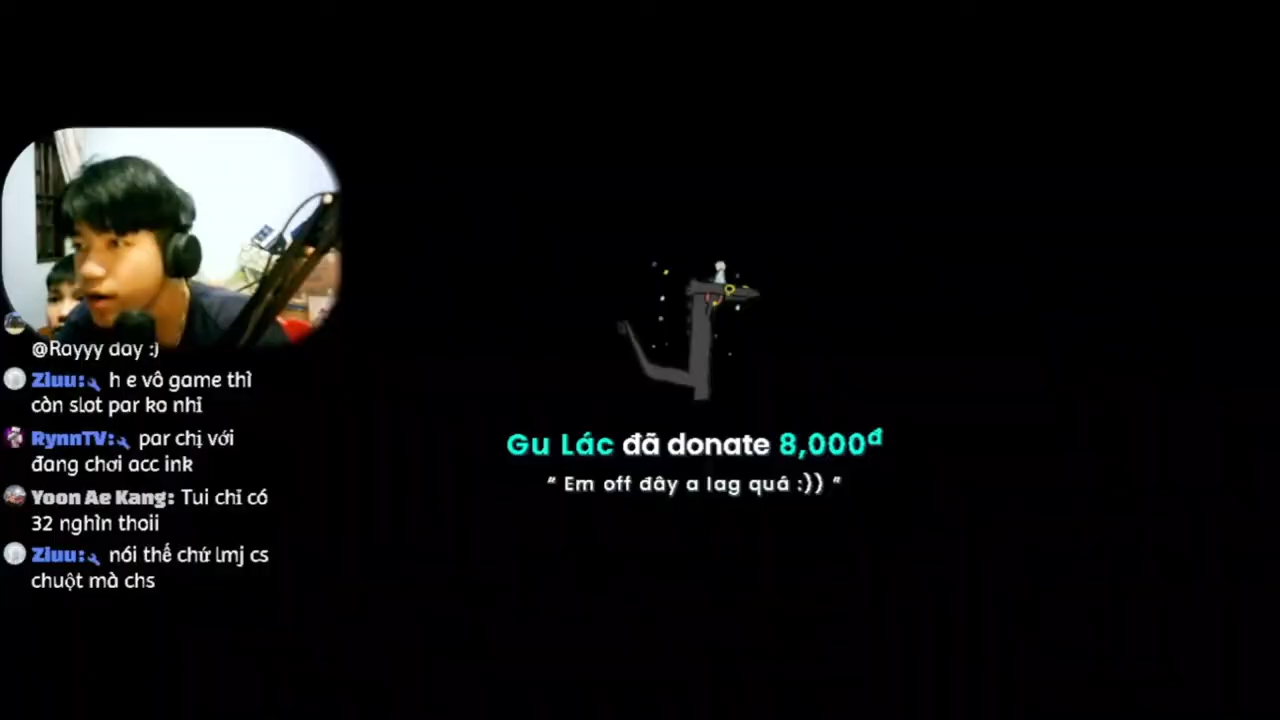 @Rayyy day :)
Ziuu: h e vô game thì
còn slot par ko nhỉ
RynnTV: par chị với
đang chơi acc ink
Yoon Ae Kang: Tui chỉ có
32 nghìn thoii
Ziuu: nói thế chứ lmj cs
chuột mà chs
Gu Lác đã donate 8,000đ
“ Em off đây a lag quá :)) ”